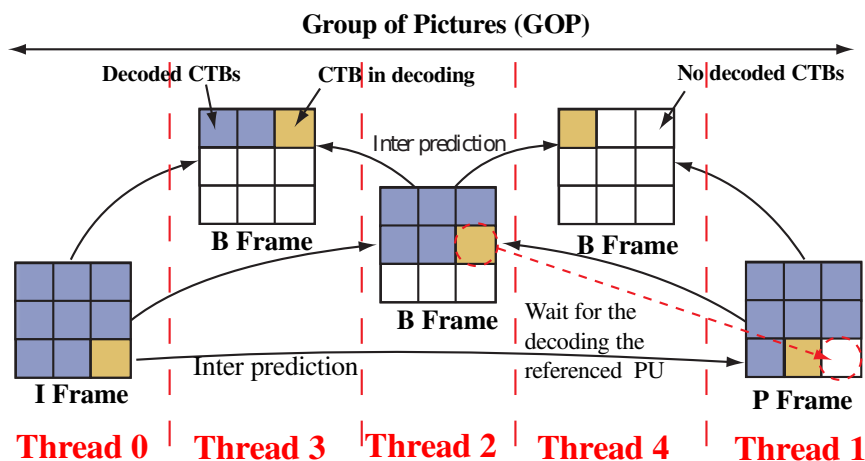 Group of Pictures (GOP)
Decoded CTBs
CTB in decoding
No decoded CTBs
Inter prediction
B Frame
B Frame
B Frame
Wait for the
decoding the
referenced PU
Inter prediction
I Frame
P Frame
Thread 0
Thread 3
Thread 2
Thread 4
Thread 1